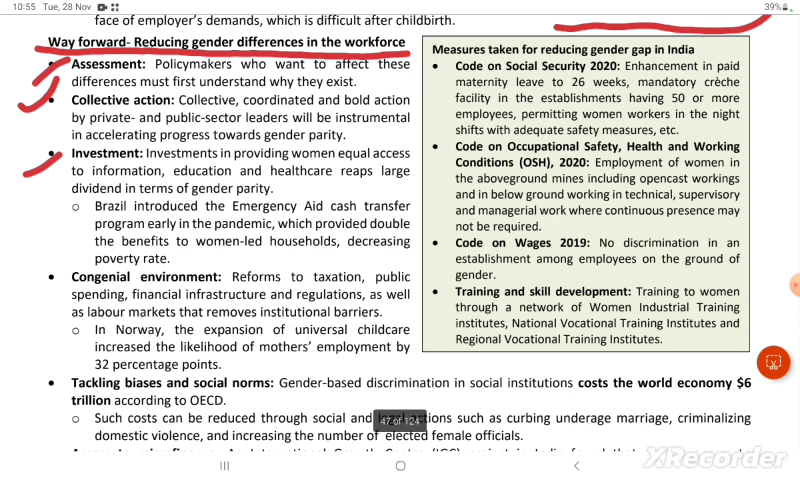 10:55 Tue, 28 Nov
39%
face of employer's demands, which is difficult after childbirth.
Way forward- Reducing gender differences in the workforce
• Assessment: Policymakers who want to affect these
differences must first understand why they exist.
• Collective action: Collective, coordinated and bold action
by private- and public-sector leaders will be instrumental
in accelerating progress towards gender parity.
• Investment: Investments in providing women equal access
to information, education and healthcare reaps large
dividend in terms of gender parity.
o Brazil introduced the Emergency Aid cash transfer
program early in the pandemic, which provided double
the benefits to women-led households, decreasing
poverty rate.
• Congenial environment: Reforms to taxation, public
spending, financial infrastructure and regulations, as well
as labour markets that removes institutional barriers.
o In Norway, the expansion of universal childcare
increased the likelihood of mothers' employment by
32 percentage points.
Measures taken for reducing gender gap in India
• Code on Social Security 2020: Enhancement in paid
maternity leave to 26 weeks, mandatory crèche
facility in the establishments having 50 or more
employees, permitting women workers in the night
shifts with adequate safety measures, etc.
• Code on Occupational Safety, Health and Working
Conditions (OSH), 2020: Employment of women in
the aboveground mines including opencast workings
and in below ground working in technical, supervisory
and managerial work where continuous presence may
not be required.
• Code on Wages 2019: No discrimination in an
establishment among employees on the ground of
gender.
• Training and skill development: Training to women
through a network of Women Industrial Training
institutes, National Vocational Training Institutes and
Regional Vocational Training Institutes.
• Tackling biases and social norms: Gender-based discrimination in social institutions costs the world economy $6
trillion according to OECD.
o Such costs can be reduced through social and actions such as curbing underage marriage, criminalizing
47 of 124
domestic violence, and increasing the number of elected female officials.
XRecorder